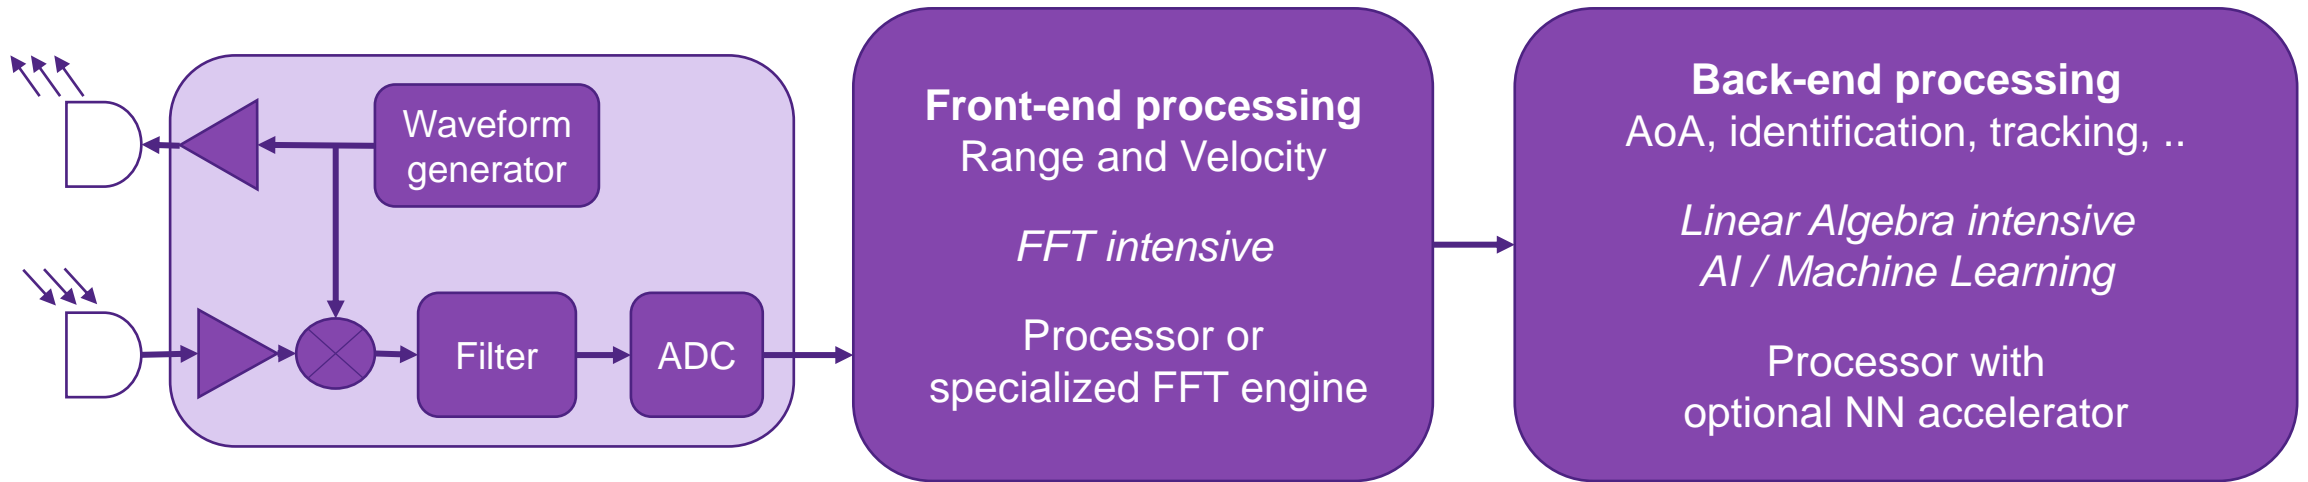 Waveform
generator
Filter
ADC
Front-end processing
Range and Velocity
FFT intensive
Processor or
specialized FFT engine
Back-end processing
AoA, identification, tracking, ..
Linear Algebra intensive
AI / Machine Learning
Processor with
optional NN accelerator